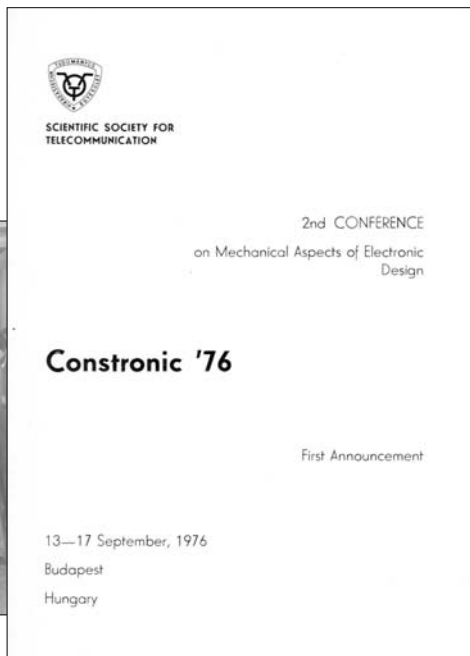 SCIENTIFIC SOCIETY FOR
TELECOMMUNICATION
2nd CONFERENCE
on Mechanical Aspects of Electronic
Design
Constronic '76
First Announcement
13—17 September, 1976
Budapest
Hungary